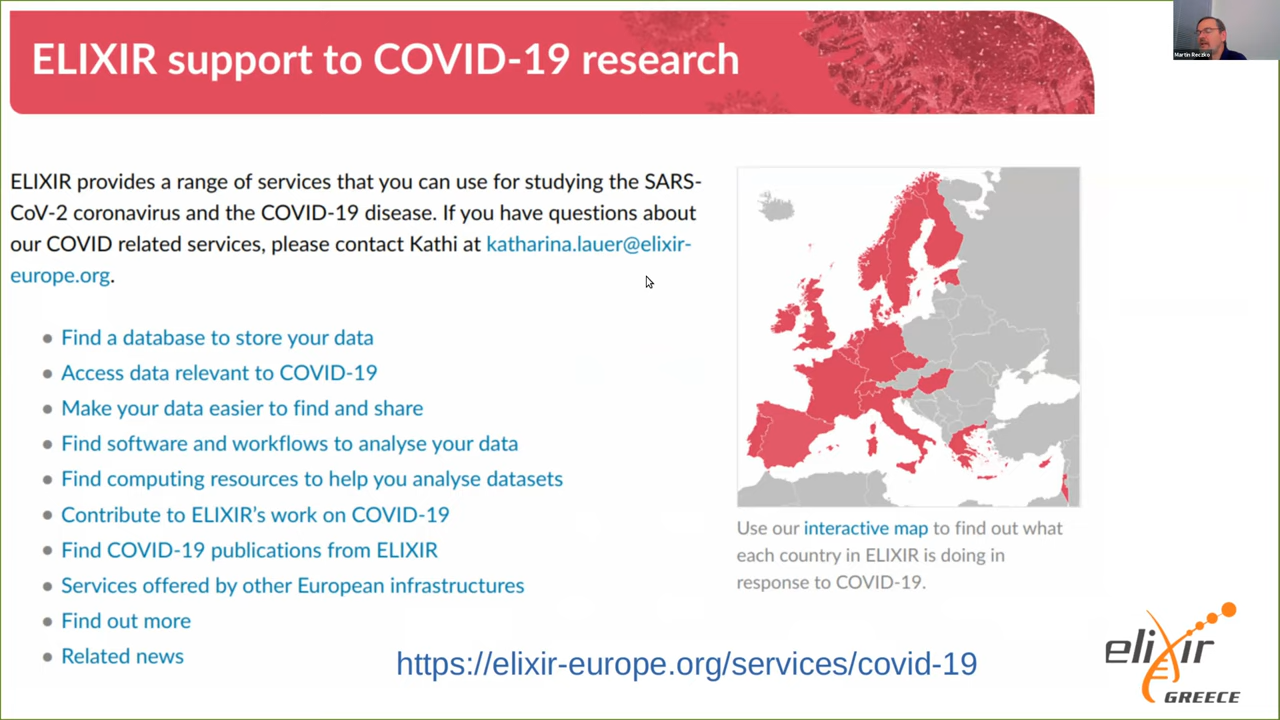 ELIXIR support to COVID-19 research
Martin Reczko
ELIXIR provides a range of services that you can use for studying the SARS-
CoV-2 coronavirus and the COVID-19 disease. If you have questions about
our COVID related services, please contact Kathi at katharina.lauer@elixir-
europe.org.
Find a database to store your data
Access data relevant to COVID-19
Make your data easier to find and share
Find software and workflows to analyse your data
Find computing resources to help you analyse datasets
Contribute to ELIXIR's work on COVID-19
Find COVID-19 publications from ELIXIR
Services offered by other European infrastructures
Find out more
Related news
Use our interactive map to find out what
each country in ELIXIR is doing in
response to COVID-19.
https://elixir-europe.org/services/covid-19
elixir
GREECE